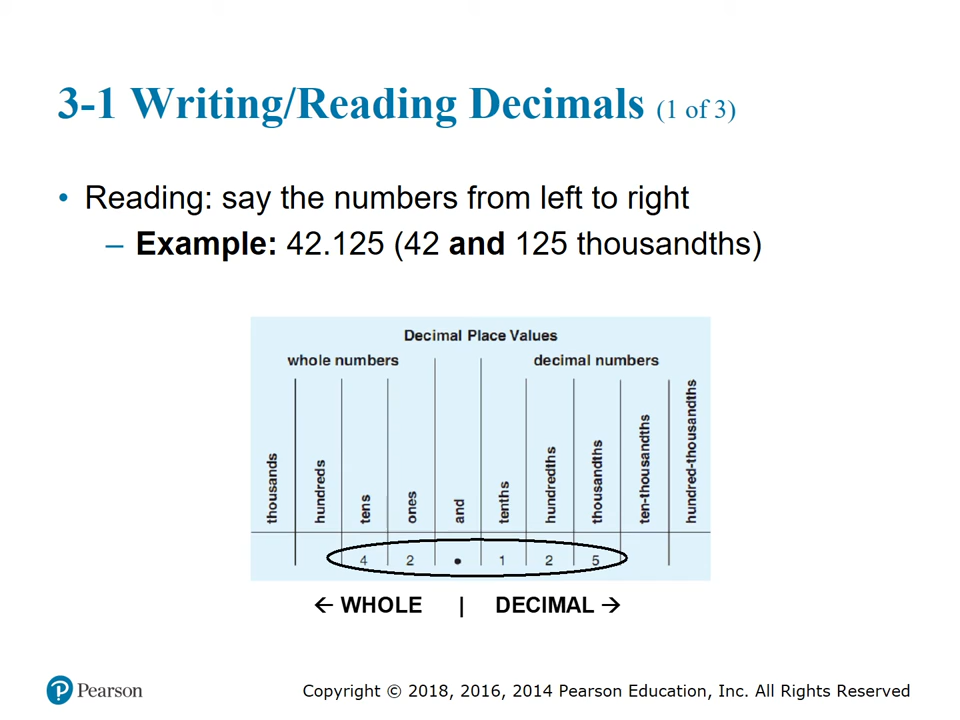 3-1 Writing/Reading Decimals (1 of 3)
• Reading: say the numbers from left to right
– Example: 42.125 (42 and 125 thousandths)
Decimal Place Values
whole numbers decimal numbers
thousands hundreds tens ones and tenths hundredths thousandths ten-thousandths hundred-thousandths
4 2 • 1 2 5
← WHOLE | DECIMAL →
Pearson
Copyright © 2018, 2016, 2014 Pearson Education, Inc. All Rights Reserved